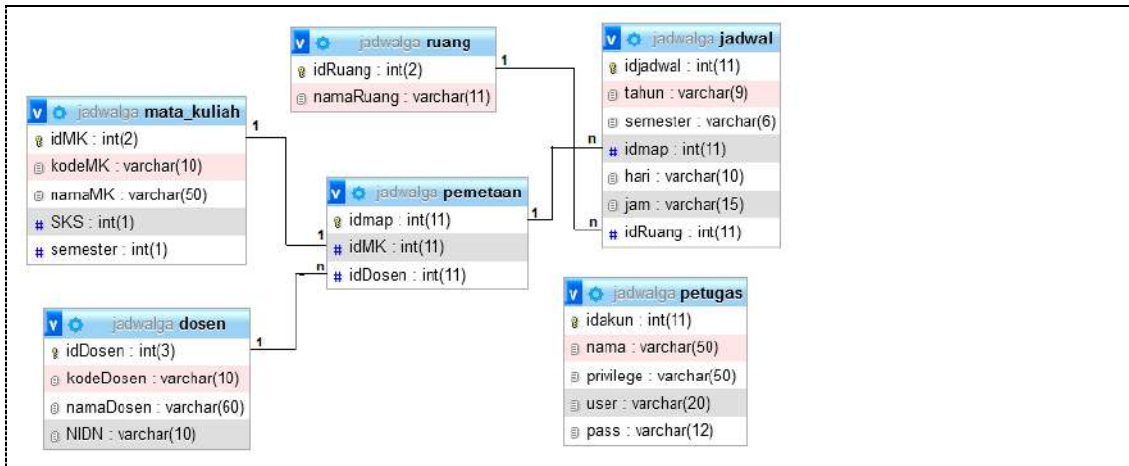 jadwalga ruang
idRuang : int(2)
namaRuang : varchar(11)
jadwalga jadwal
idjadwal : int(11)
tahun : varchar(9)
semester : varchar(6)
idmap : int(11)
hari : varchar(10)
jam : varchar(15)
idRuang : int(11)
jadwalga mata_kuliah
idMK : int(2)
kodeMK : varchar(10)
namaMK : varchar(50)
SKS : int(1)
semester : int(1)
jadwalga pemetaan
idmap : int(11)
idMK : int(11)
idDosen : int(11)
jadwalga dosen
idDosen : int(3)
kodeDosen : varchar(10)
namaDosen : varchar(60)
NIDN : varchar(10)
jadwalga petugas
idakun : int(11)
nama : varchar(50)
privilege : varchar(50)
user : varchar(20)
pass : varchar(12)
1
1
1
n
1
1
n
n